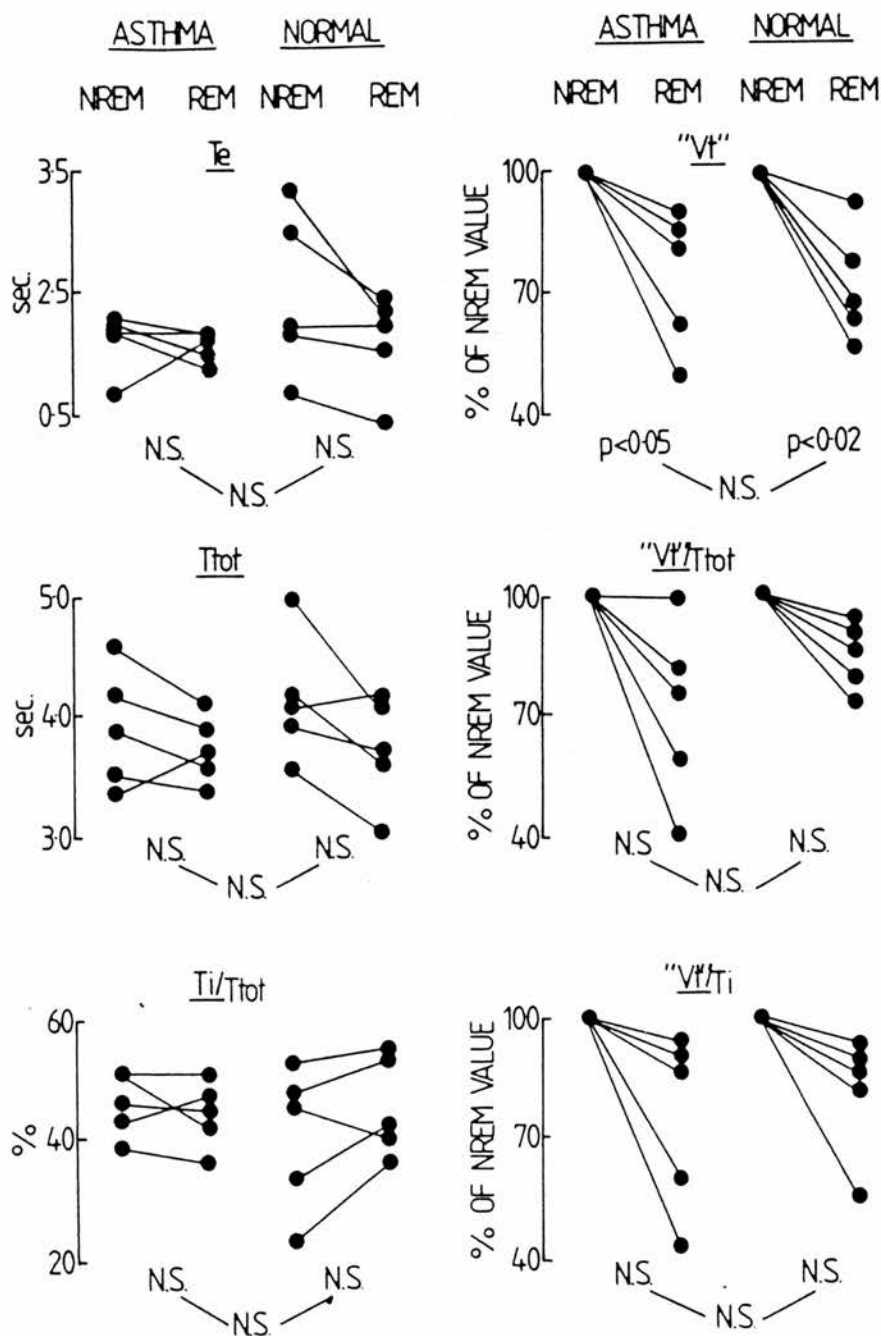 ASTHMA NORMAL ASTHMA NORMAL
NREM REM NREM REM NREM REM NREM REM
Te
3·5
2·5
0·5
sec.
N.S. N.S.
N.S.
"Vt"
100
70
40
% OF NREM VALUE
p<0·05 p<0·02
N.S.
Ttot
5·0
4·0
3·0
sec.
N.S. N.S.
N.S.
"Vt"/Ttot
100
70
40
% OF NREM VALUE
N.S N.S.
N.S.
Ti/Ttot
60
40
20
%
N.S. N.S.
N.S.
"Vt"/Ti
100
70
40
% OF NREM VALUE
N.S. N.S.
N.S.